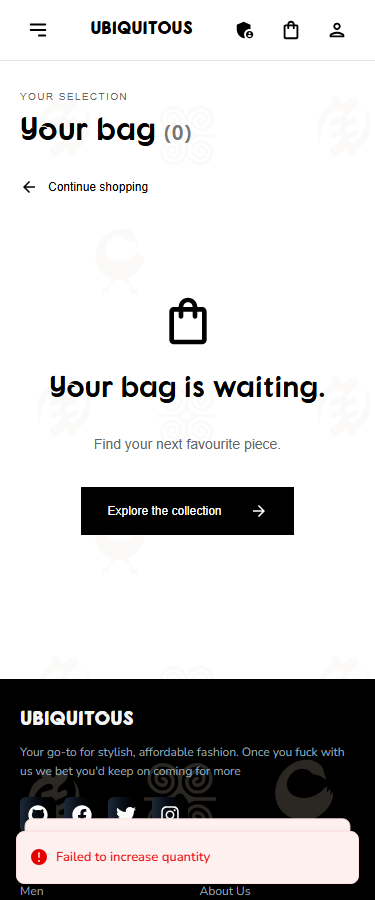 UBIQUITOUS
YOUR SELECTION
Your bag (0)
Continue shopping
Your bag is waiting.
Find your next favourite piece.
Explore the collection
UBIQUITOUS
Your go-to for stylish, affordable fashion. Once you fuck with
us we bet you'd keep on coming for more
Failed to increase quantity
Men
About Us